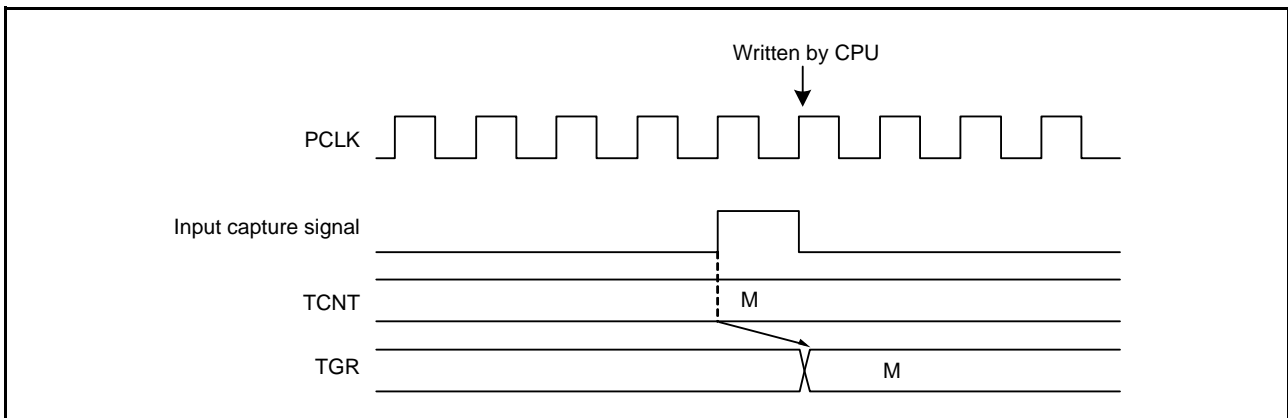 Written by CPU
PCLK
Input capture signal
TCNT
M
TGR
M